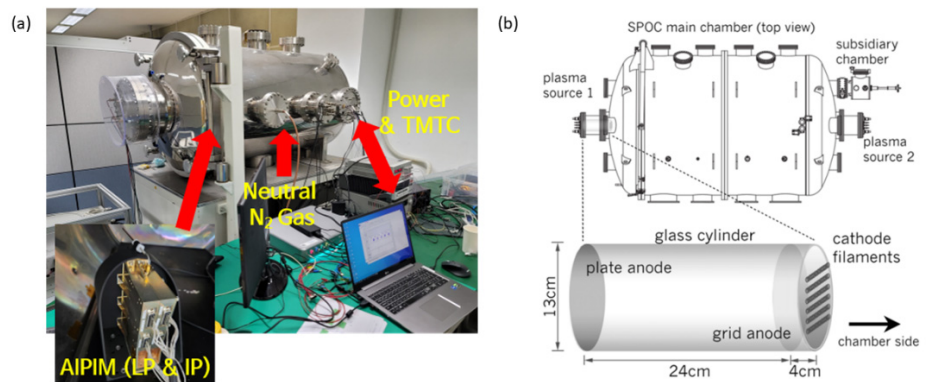 (a)
Power
& TMTC
Neutral
N₂ Gas
AIPIM (LP & IP)
(b)
SPOC main chamber (top view)
subsidiary
chamber
plasma
source 1
plasma
source 2
glass cylinder
cathode
filaments
plate anode
13cm
grid anode
chamber side
24cm
4cm